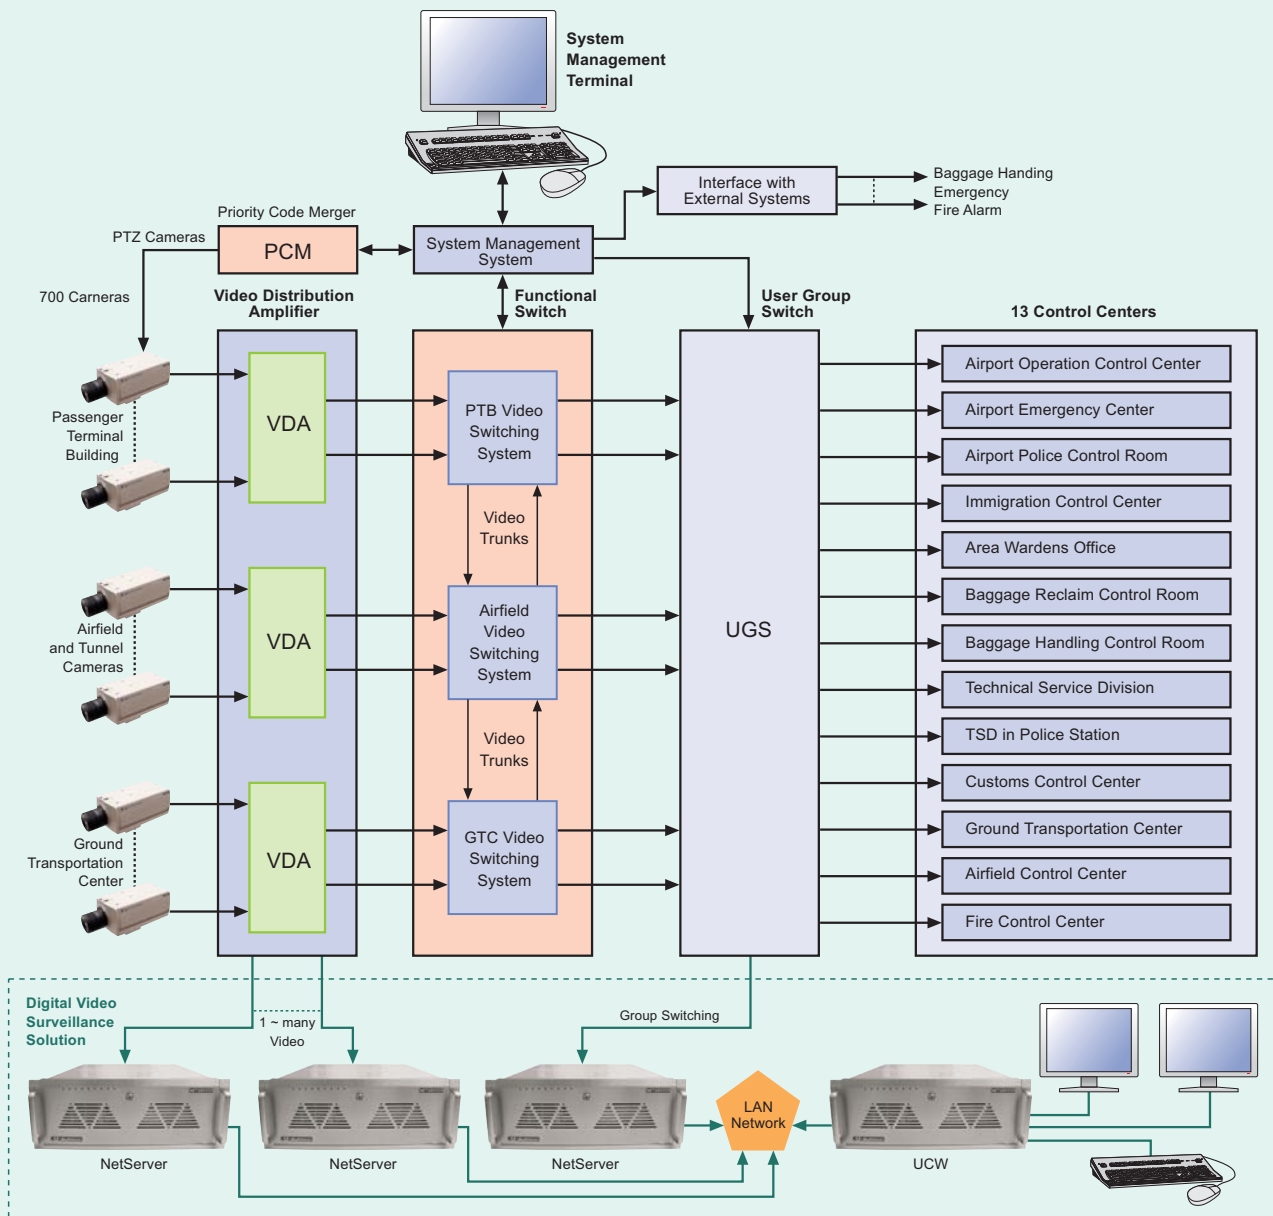 System
Management
Terminal
Interface with
External Systems
Baggage Handing
Emergency
Fire Alarm
Priority Code Merger
PTZ Cameras
PCM
System Management
System
700 Carneras
Video Distribution
Amplifier
Functional
Switch
User Group
Switch
13 Control Centers
Passenger
Terminal
Building
VDA
PTB Video
Switching
System
Video
Trunks
Airfield
and Tunnel
Cameras
VDA
Airfield
Video
Switching
System
Video
Trunks
Ground
Transportation
Center
VDA
GTC Video
Switching
System
UGS
Airport Operation Control Center
Airport Emergency Center
Airport Police Control Room
Immigration Control Center
Area Wardens Office
Baggage Reclaim Control Room
Baggage Handling Control Room
Technical Service Division
TSD in Police Station
Customs Control Center
Ground Transportation Center
Airfield Control Center
Fire Control Center
Digital Video
Surveillance
Solution
1 ~ many
Video
Group Switching
LAN
Network
NetServer
NetServer
NetServer
UCW